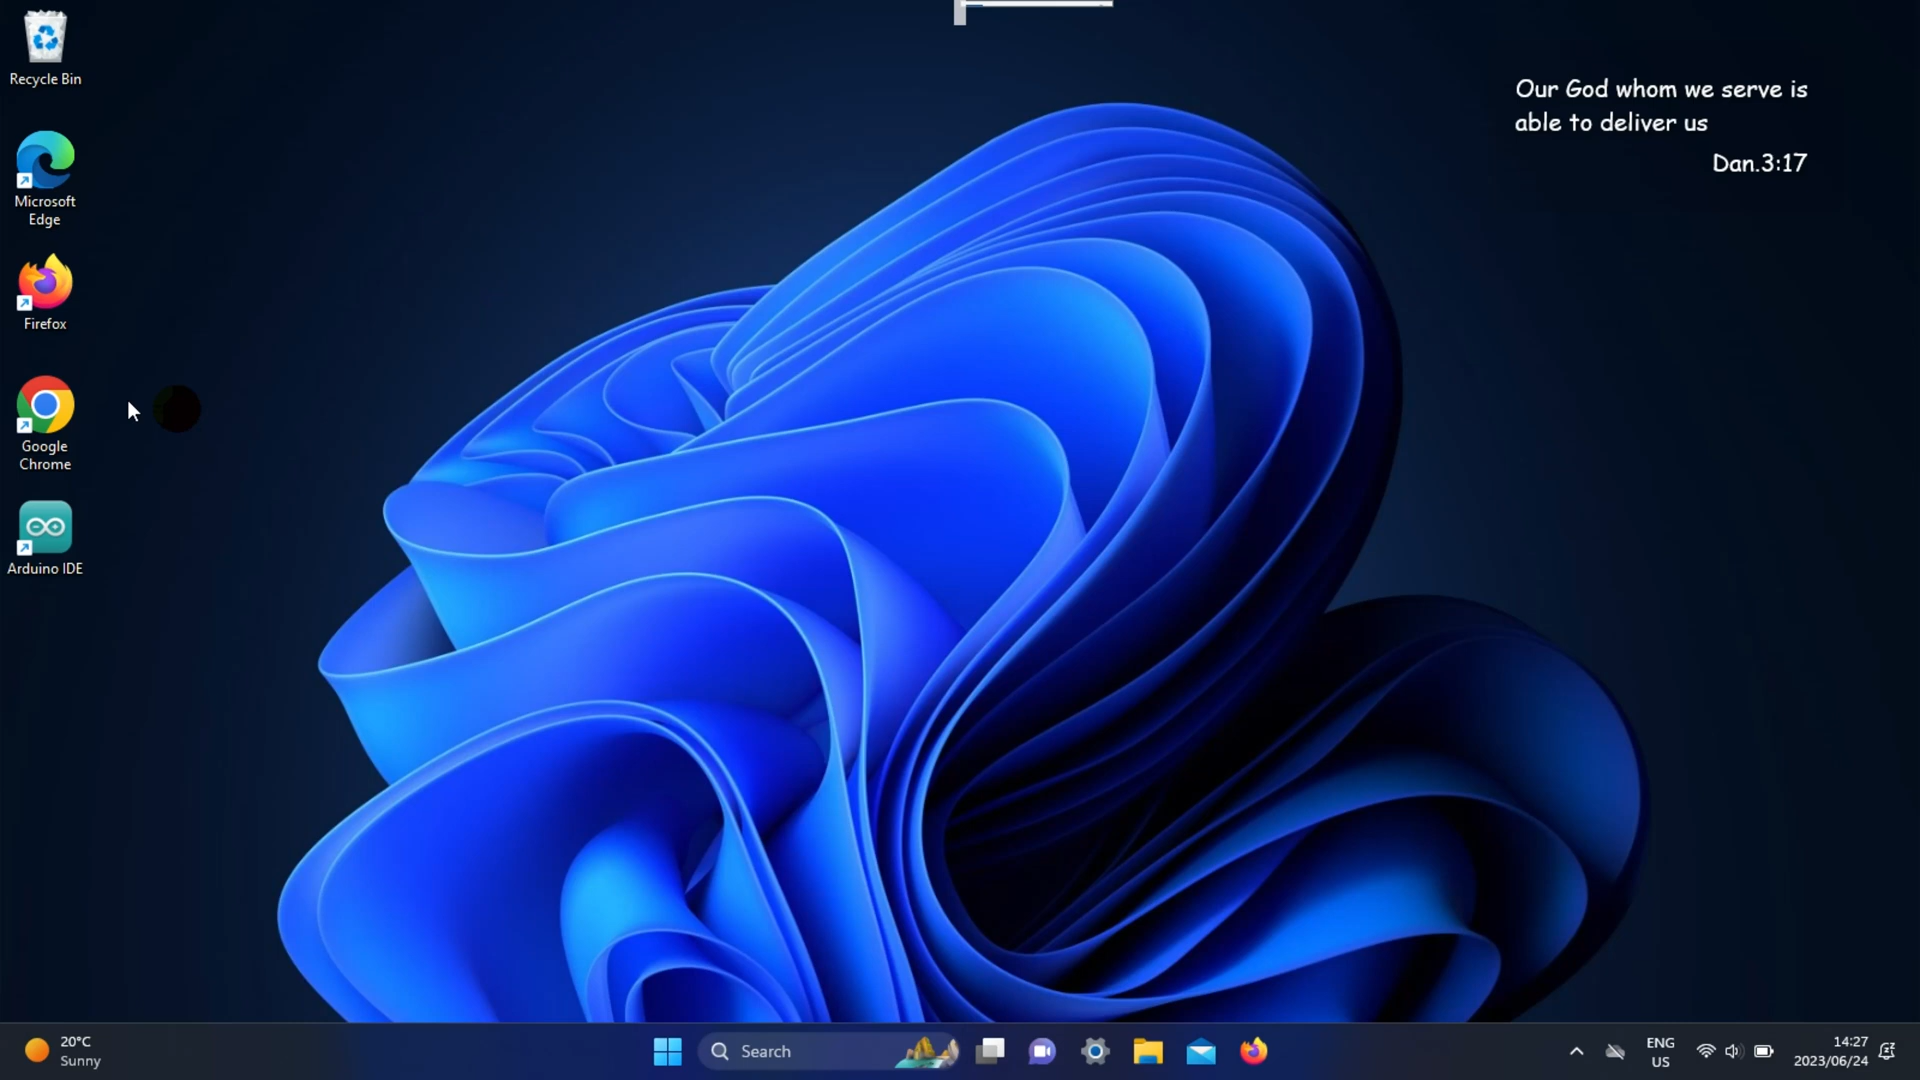 Recycle Bin
Microsoft
Edge
Firefox
Google
Chrome
Arduino IDE
Our God whom we serve is
able to deliver us
Dan.3:17
20°C
Sunny
Search
ENG
US
14:27
2023/06/24